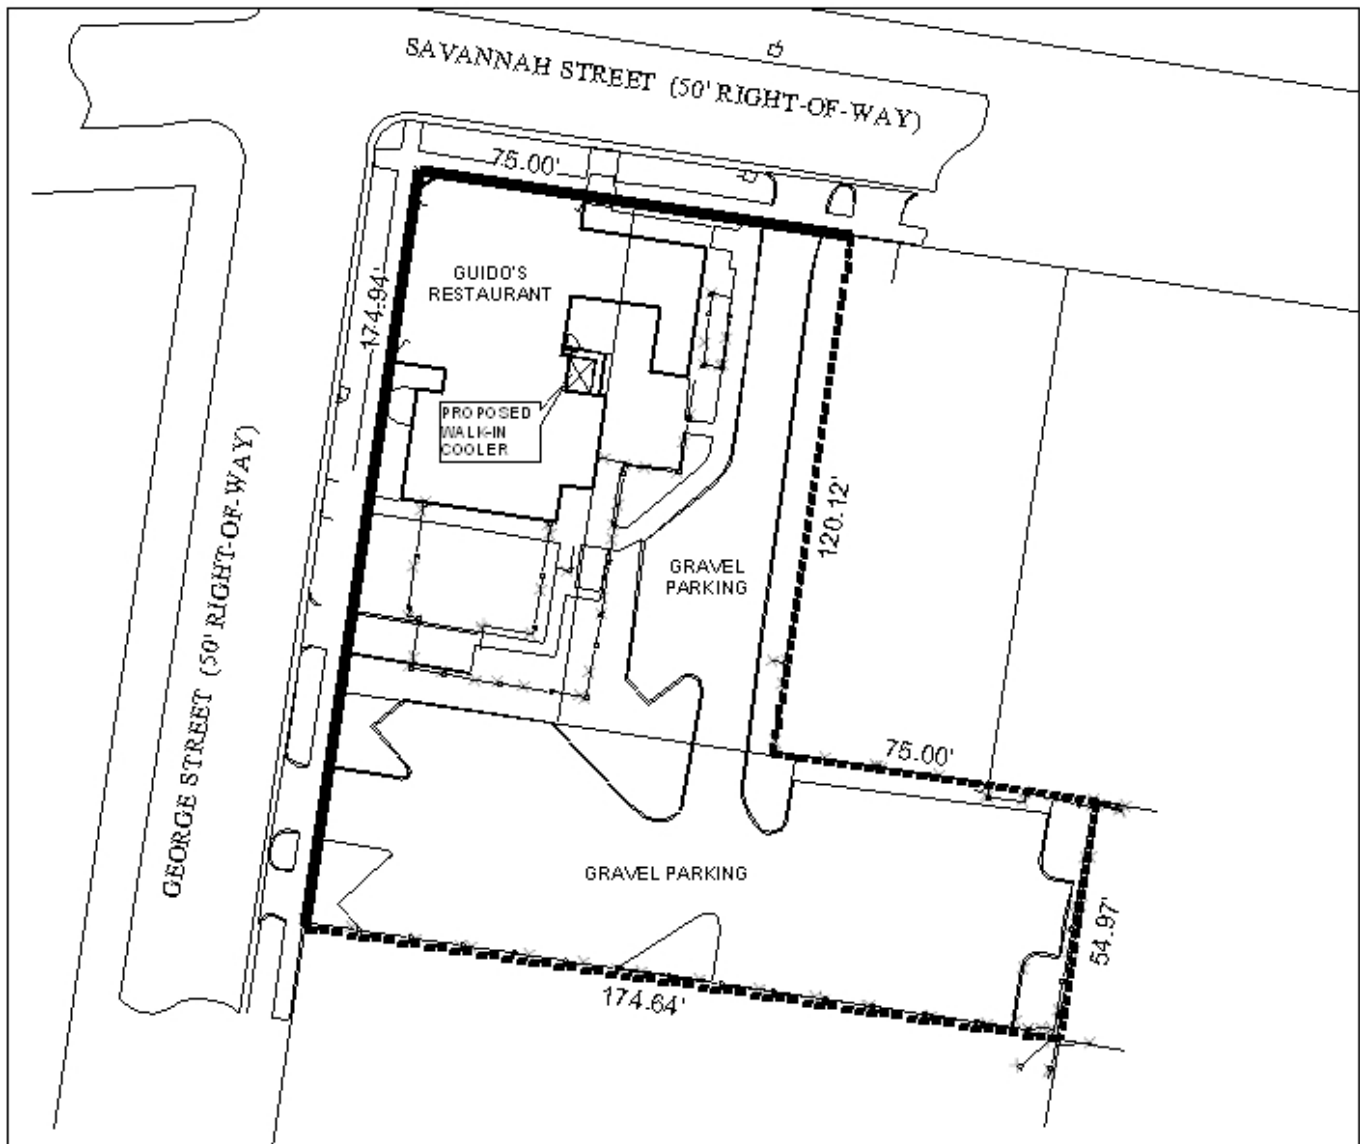 SAVANNAH STREET (50' RIGHT-OF-WAY)
75.00'
174.94'
GUIDO'S
RESTAURANT
PROPOSED
WALK-IN
COOLER
GEORGE STREET (50' RIGHT-OF-WAY)
120.12'
GRAVEL
PARKING
75.00'
GRAVEL PARKING
54.97'
174.64'